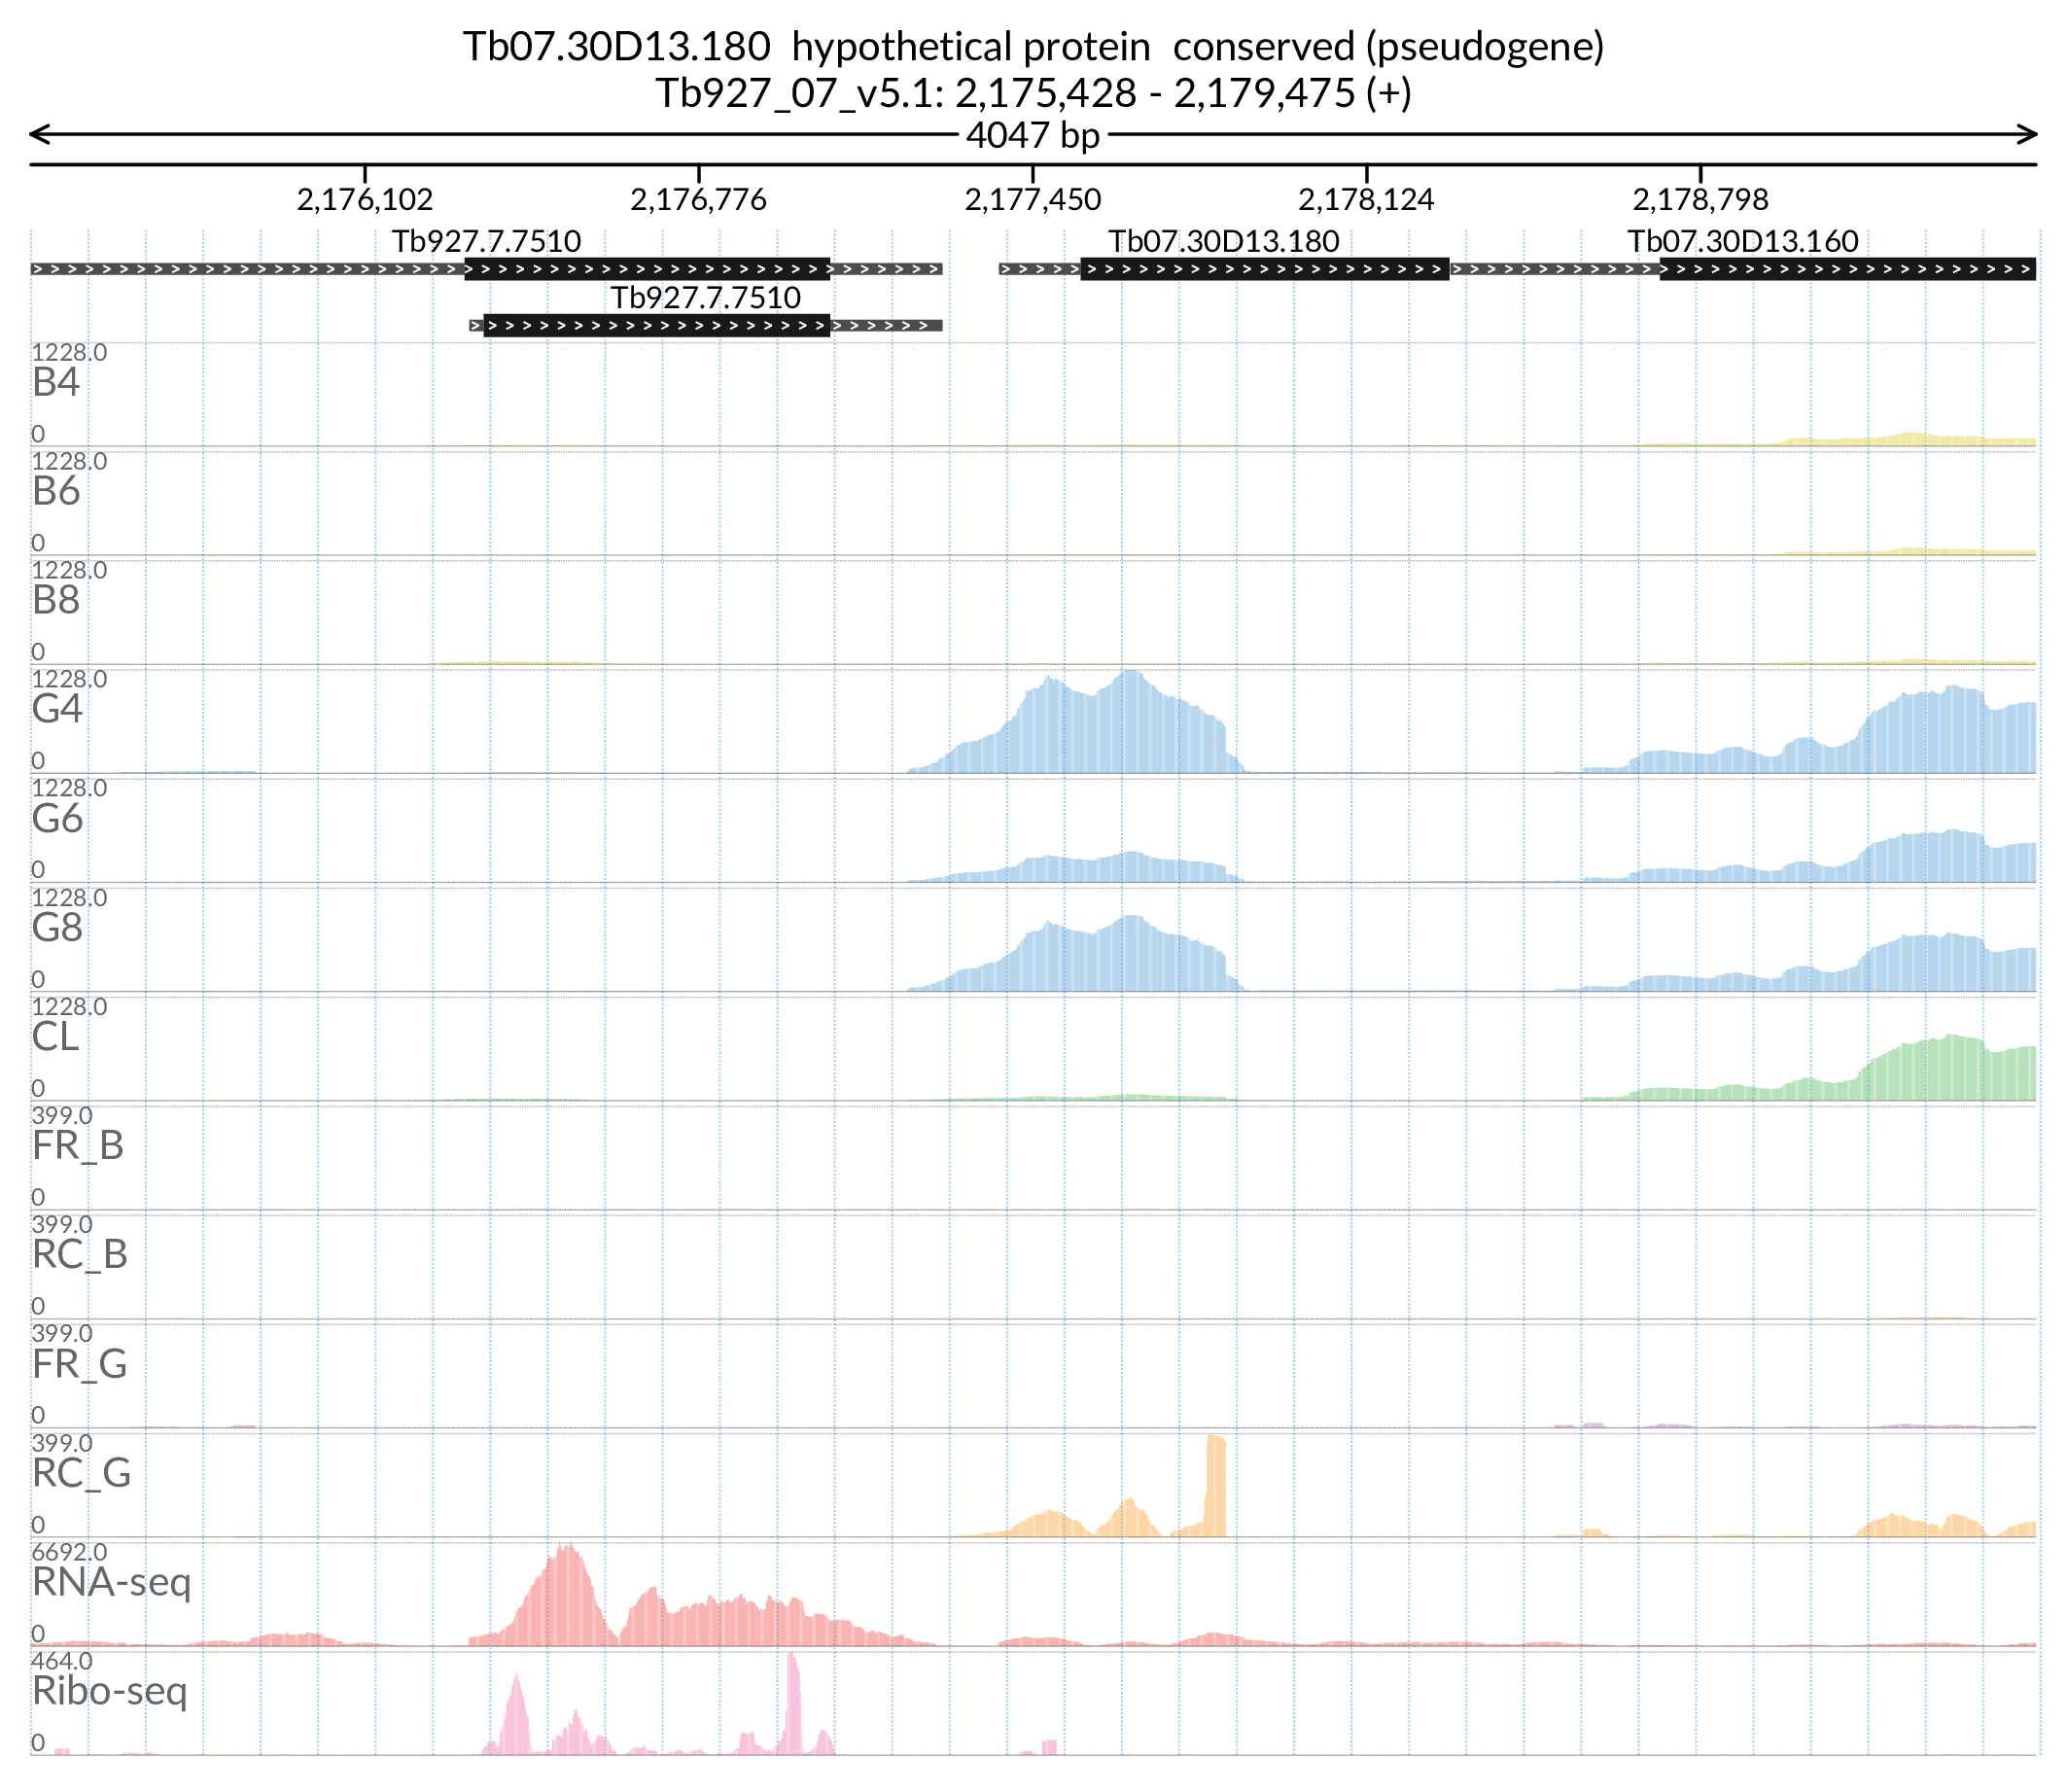 Tb07.30D13.180 hypothetical protein conserved (pseudogene)
Tb927_07_v5.1: 2,175,428 - 2,179,475 (+)
4047 bp
2,176,102 2,176,776 2,177,450 2,178,124 2,178,798
Tb927.7.7510 Tb07.30D13.180 Tb07.30D13.160
Tb927.7.7510
1228.0
B4
0
1228.0
B6
0
1228.0
B8
0
1228.0
G4
0
1228.0
G6
0
1228.0
G8
0
1228.0
CL
0
399.0
FR_B
0
399.0
RC_B
0
399.0
FR_G
0
399.0
RC_G
0
6692.0
RNA-seq
0
464.0
Ribo-seq
0